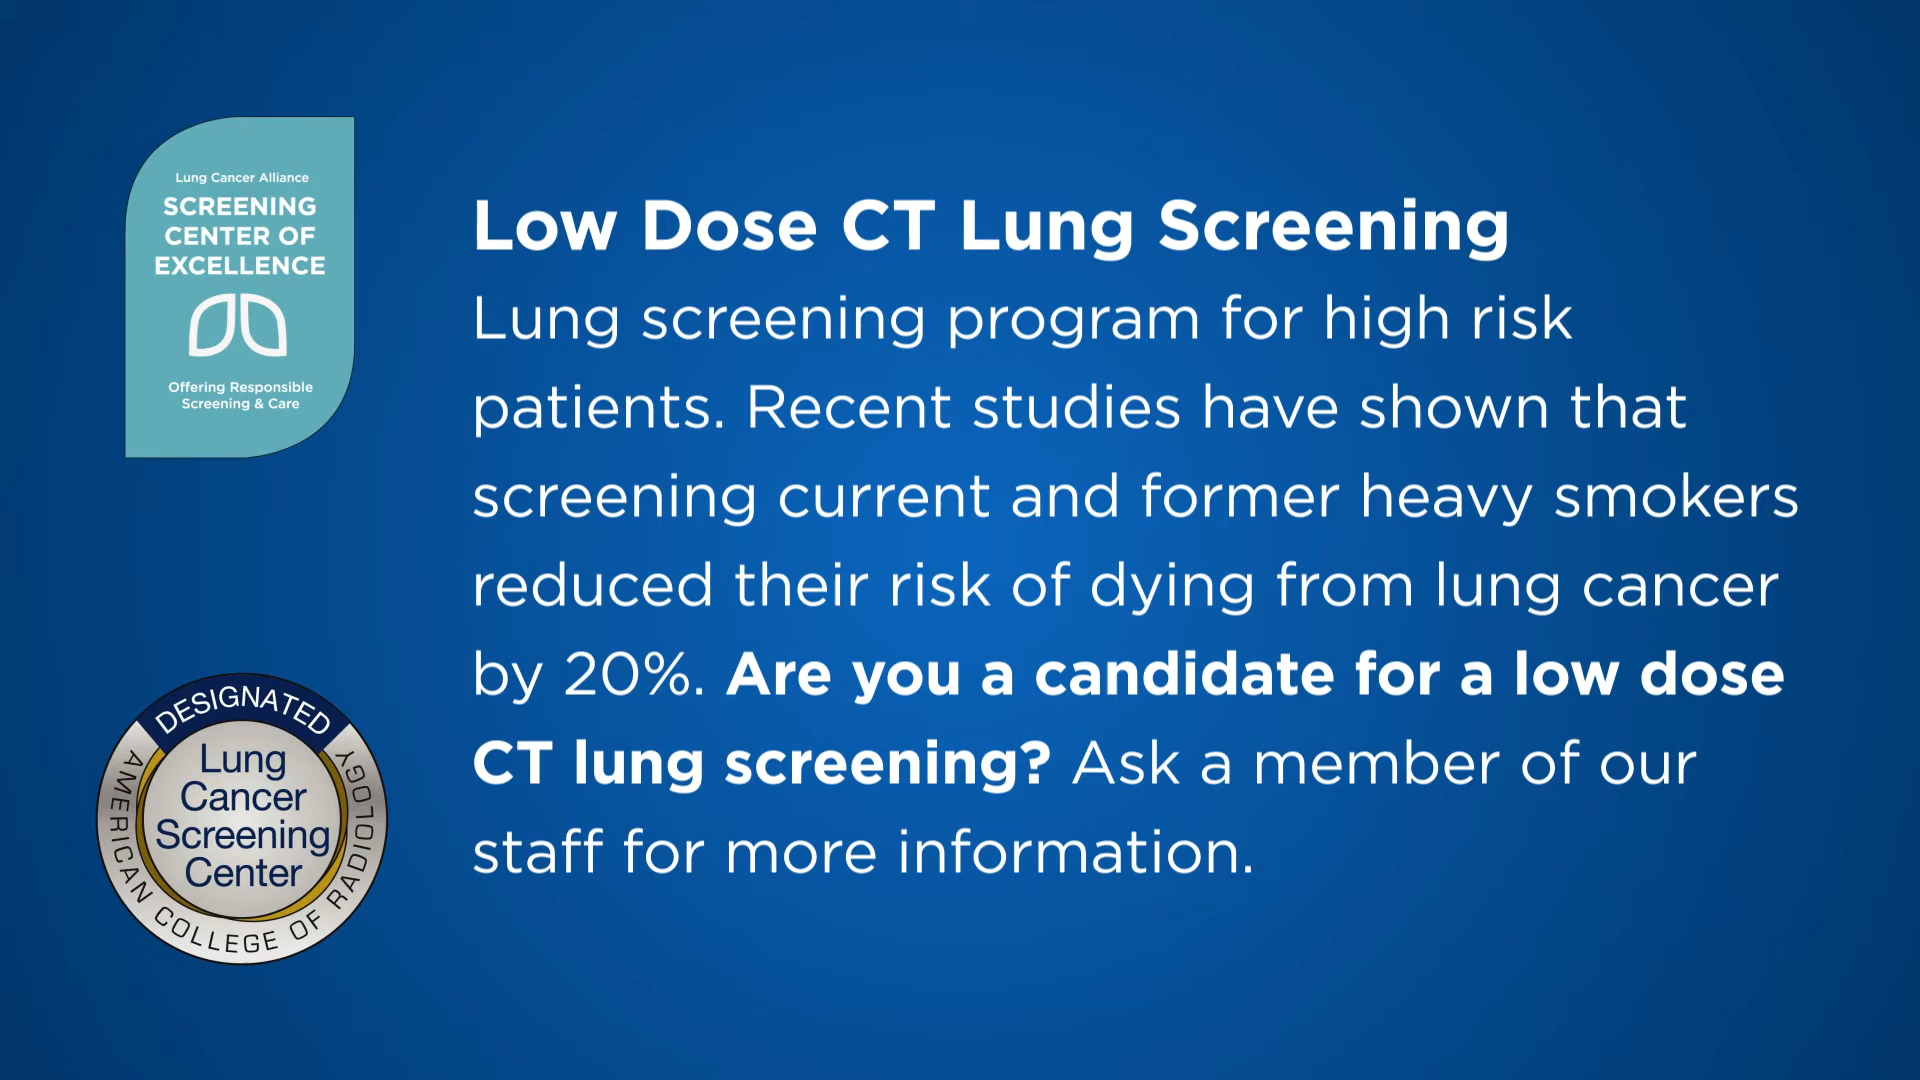 Lung Cancer Alliance
SCREENING
CENTER OF
EXCELLENCE
Offering Responsible
Screening & Care
Low Dose CT Lung Screening
Lung screening program for high risk
patients. Recent studies have shown that
screening current and former heavy smokers
reduced their risk of dying from lung cancer
by 20%. Are you a candidate for a low dose
CT lung screening? Ask a member of our
staff for more information.
DESIGNATED
Lung
Cancer
Screening
Center
AMERICAN COLLEGE OF RADIOLOGY